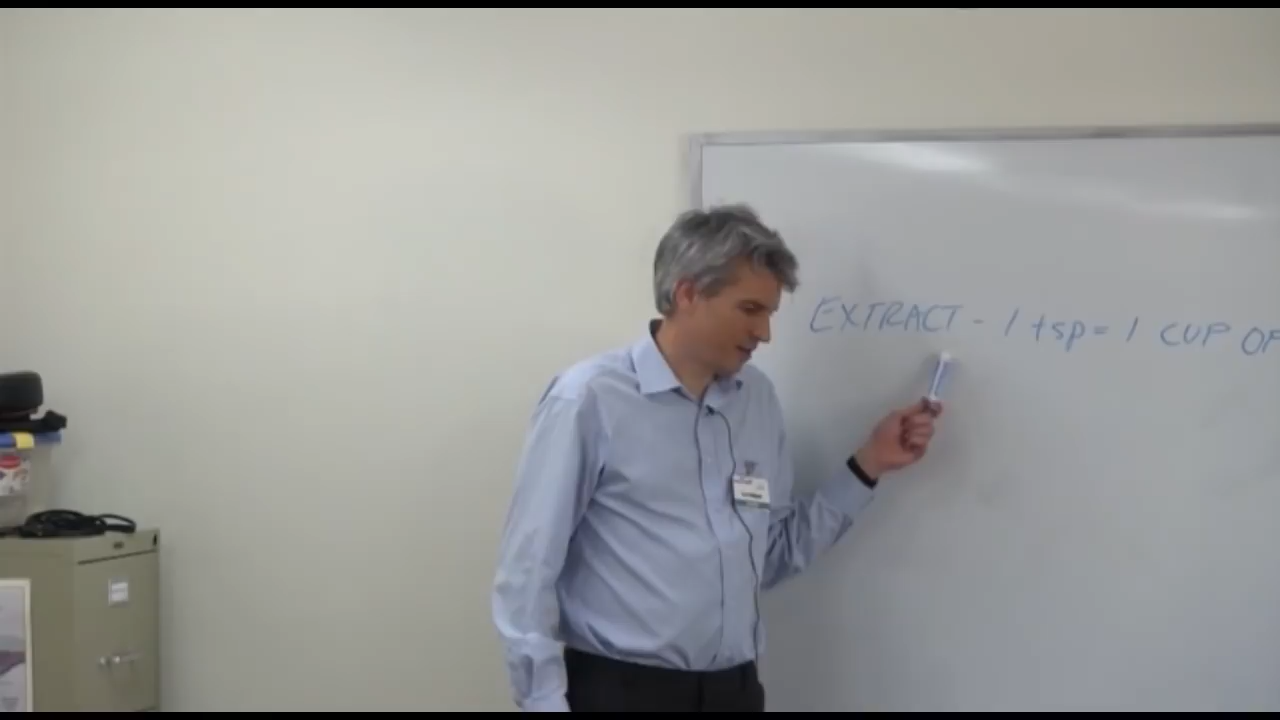 EXTRACT - 1 tsp = 1 CUP OF